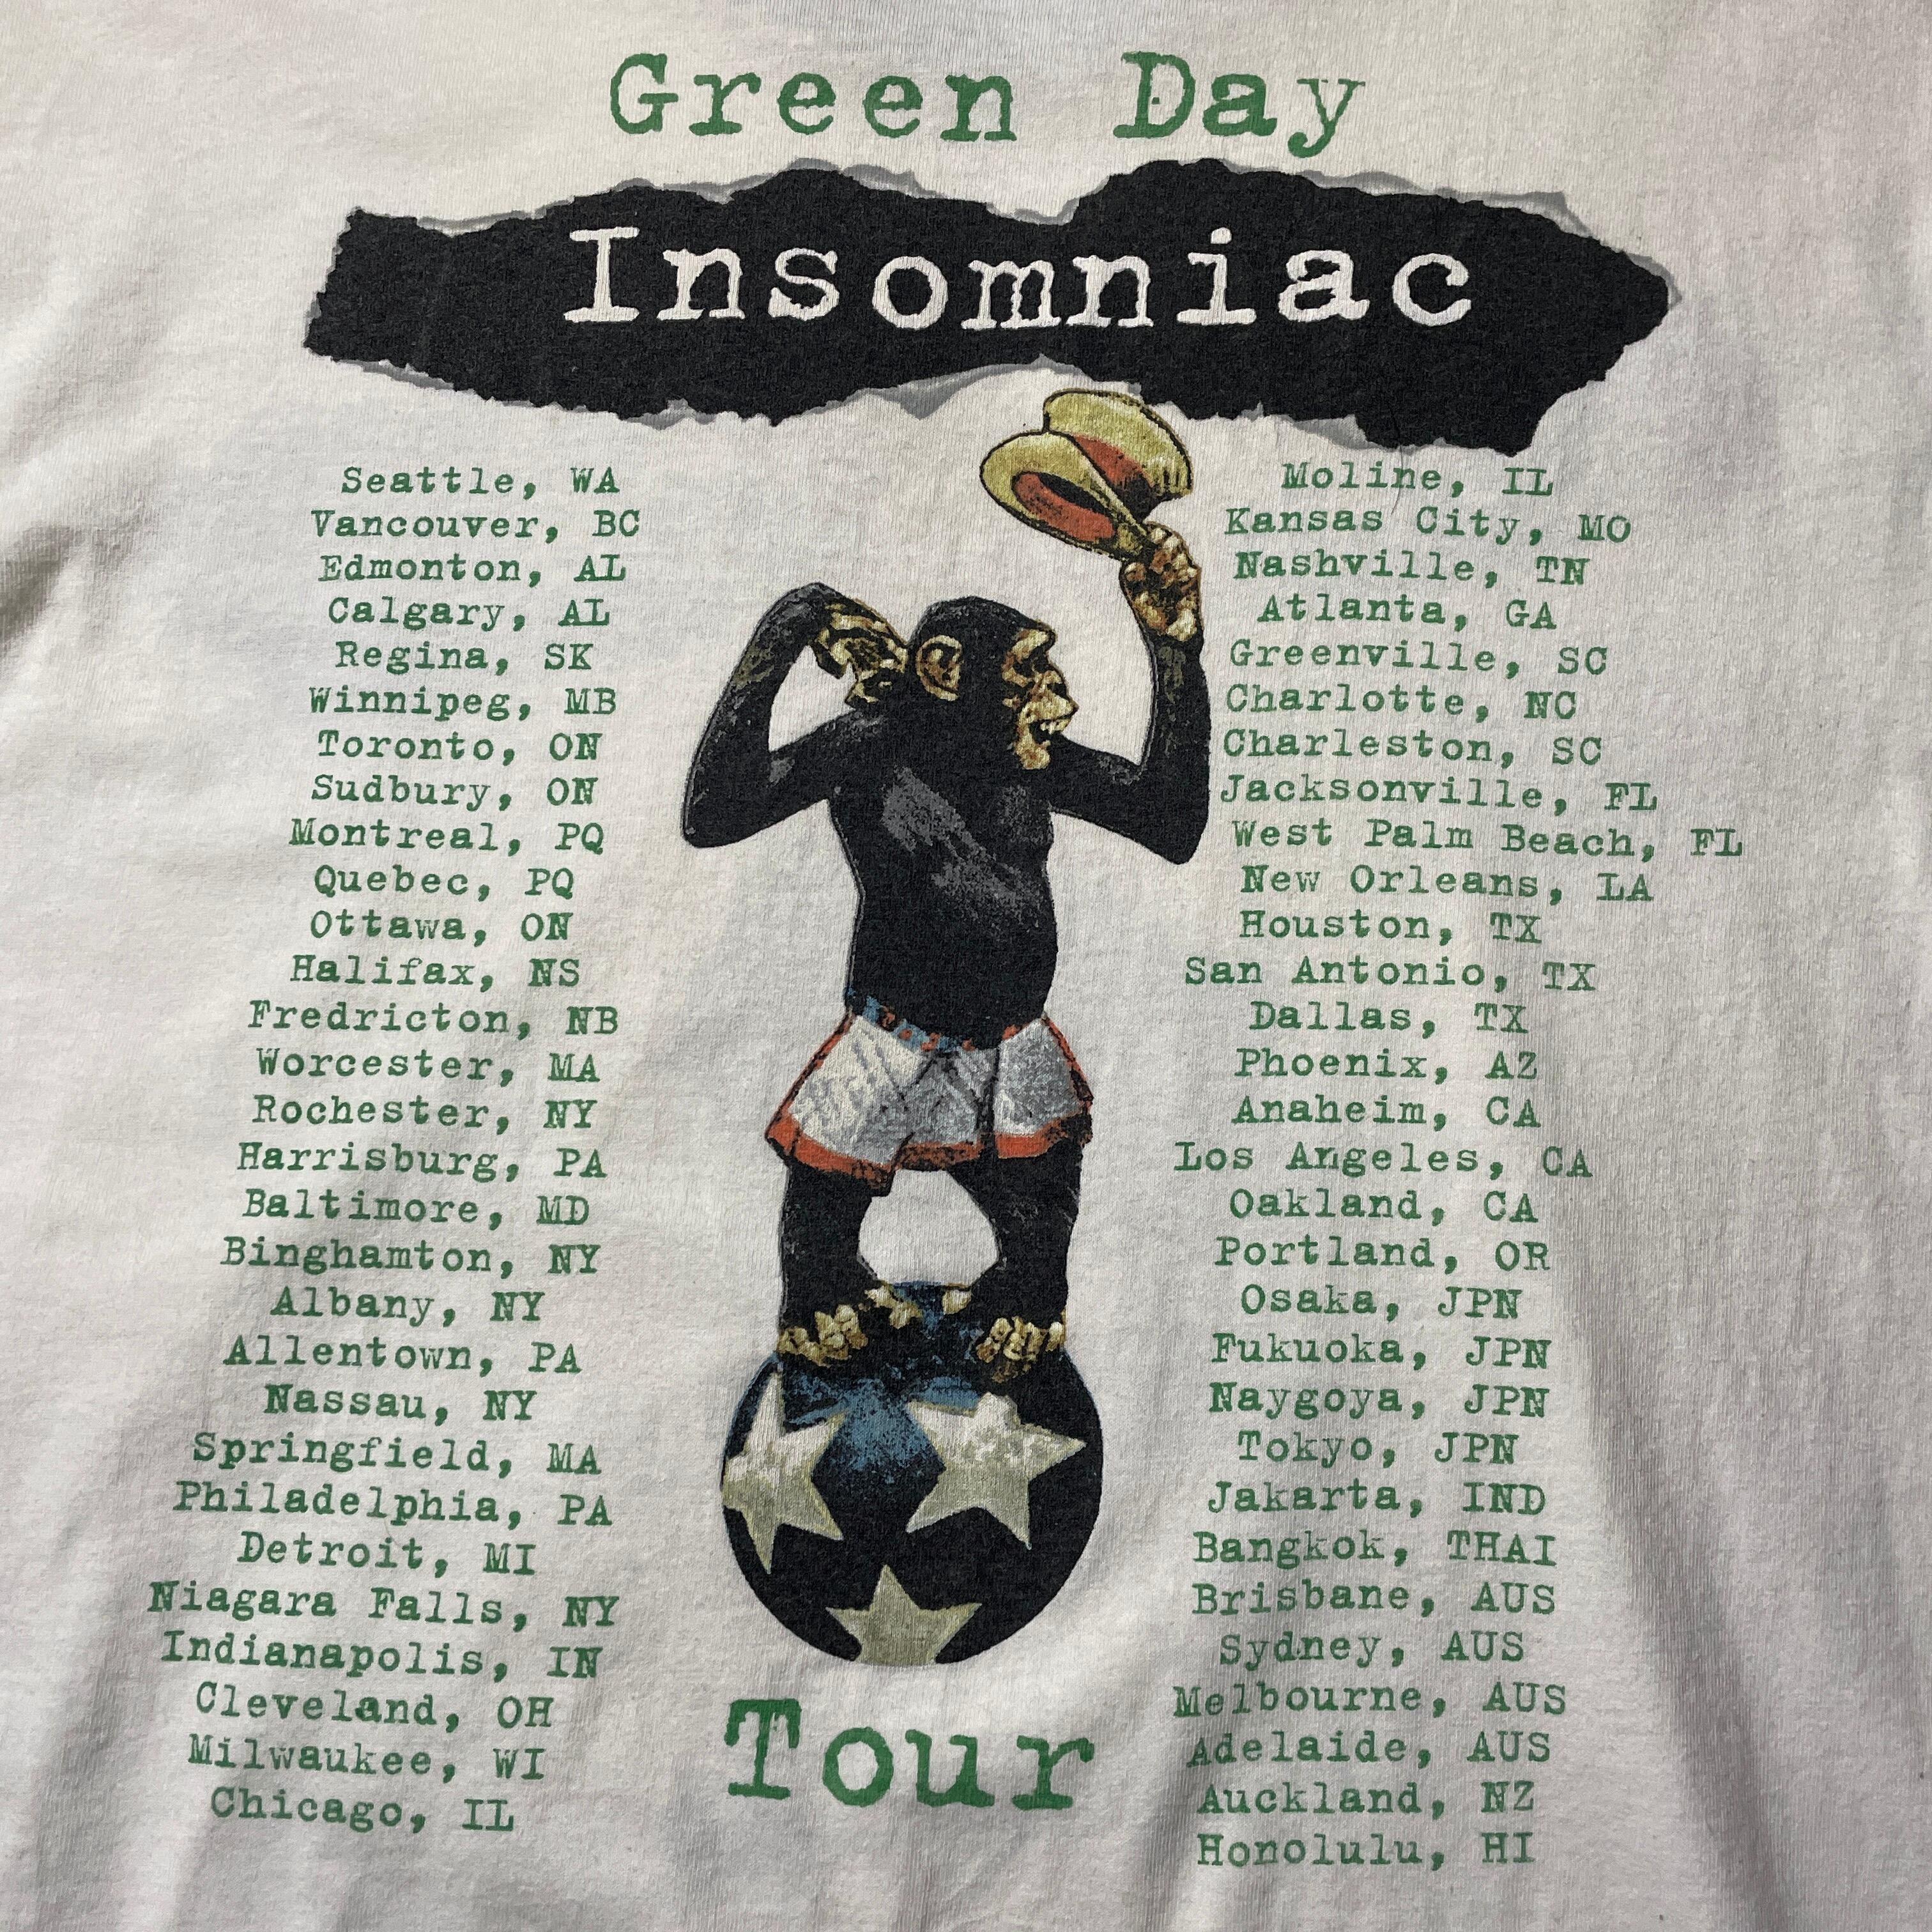 Green Day
Insomniac
Seattle, WA
Vancouver, BC
Edmonton, AL
Calgary, AL
Regina, SK
Winnipeg, MB
Toronto, ON
Sudbury, ON
Montreal, PQ
Quebec, PQ
Ottawa, ON
Halifax, NS
Fredricton, NB
Worcester, MA
Rochester, NY
Harrisburg, PA
Baltimore, MD
Binghamton, NY
Albany, NY
Allentown, PA
Nassau, NY
Springfield, MA
Philadelphia, PA
Detroit, MI
Niagara Falls, NY
Indianapolis, IN
Cleveland, OH
Milwaukee, WI
Chicago, IL
Moline, IL
Kansas City, MO
Nashville, TN
Atlanta, GA
Greenville, SC
Charlotte, NC
Charleston, SC
Jacksonville, FL
West Palm Beach, FL
New Orleans, LA
Houston, TX
San Antonio, TX
Dallas, TX
Phoenix, AZ
Anaheim, CA
Los Angeles, CA
Oakland, CA
Portland, OR
Osaka, JPN
Fukuoka, JPN
Naygoya, JPN
Tokyo, JPN
Jakarta, IND
Bangkok, THAI
Brisbane, AUS
Sydney, AUS
Melbourne, AUS
Adelaide, AUS
Auckland, NZ
Honolulu, HI
Tour